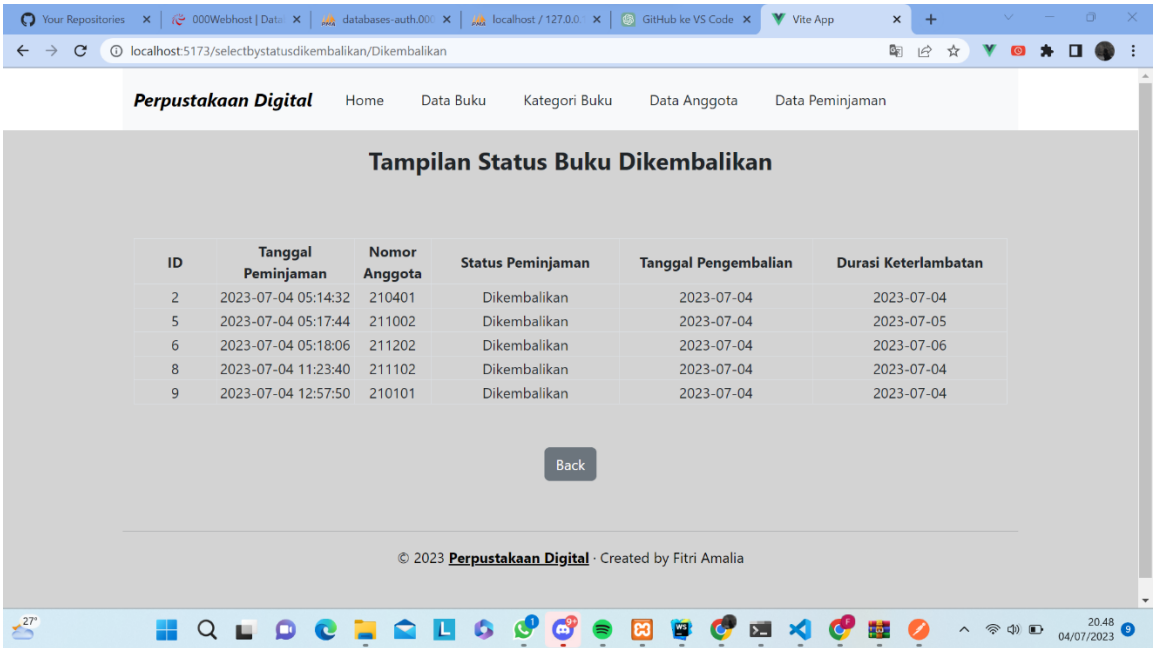 Your Repositories
000Webhost | Data
databases-auth.000
localhost / 127.0.0.1
GitHub ke VS Code
Vite App
localhost:5173/selectbystatusdikembalikan/Dikembalikan
Perpustakaan Digital Home Data Buku Kategori Buku Data Anggota Data Peminjaman
Tampilan Status Buku Dikembalikan
ID Tanggal Peminjaman Nomor Anggota Status Peminjaman Tanggal Pengembalian Durasi Keterlambatan
2 2023-07-04 05:14:32 210401 Dikembalikan 2023-07-04 2023-07-04
5 2023-07-04 05:17:44 211002 Dikembalikan 2023-07-04 2023-07-05
6 2023-07-04 05:18:06 211202 Dikembalikan 2023-07-04 2023-07-06
8 2023-07-04 11:23:40 211102 Dikembalikan 2023-07-04 2023-07-04
9 2023-07-04 12:57:50 210101 Dikembalikan 2023-07-04 2023-07-04
Back
© 2023 Perpustakaan Digital · Created by Fitri Amalia
27°
20.48
04/07/2023
9